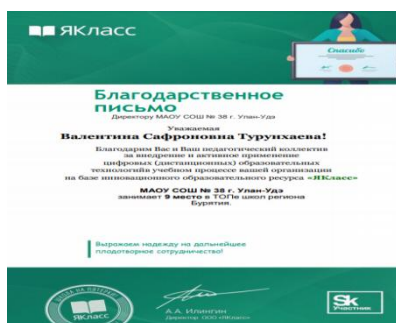 ЯКласс
Спасибо
Благодарственное
письмо
Директору МАОУ СОШ № 38 г. Улан-Удэ
Уважаемая
Валентина Сафроновна Турунхаева!
Благодарим Вас и Ваш педагогический коллектив
за внедрение и активное применение
цифровых (дистанционных) образовательных
технологийв учебном процессе вашей организации
на базе инновационного образовательного ресурса «ЯКласс»
МАОУ СОШ № 38 г. Улан-Удэ
занимает 9 место в ТОПе школ региона
Бурятия.
Выражаем надежду на дальнейшее
плодотворное сотрудничество!
ЯКласс
А.А. Илингин
Директор ООО «ЯКласс»
Sk
Участник